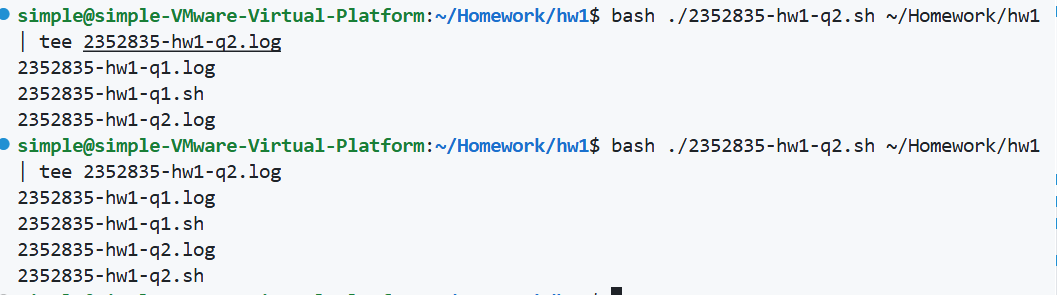 simple@simple-VMware-Virtual-Platform:~/Homework/hw1$ bash ./2352835-hw1-q2.sh ~/Homework/hw1
| tee 2352835-hw1-q2.log
2352835-hw1-q1.log
2352835-hw1-q1.sh
2352835-hw1-q2.log
simple@simple-VMware-Virtual-Platform:~/Homework/hw1$ bash ./2352835-hw1-q2.sh ~/Homework/hw1
| tee 2352835-hw1-q2.log
2352835-hw1-q1.log
2352835-hw1-q1.sh
2352835-hw1-q2.log
2352835-hw1-q2.sh